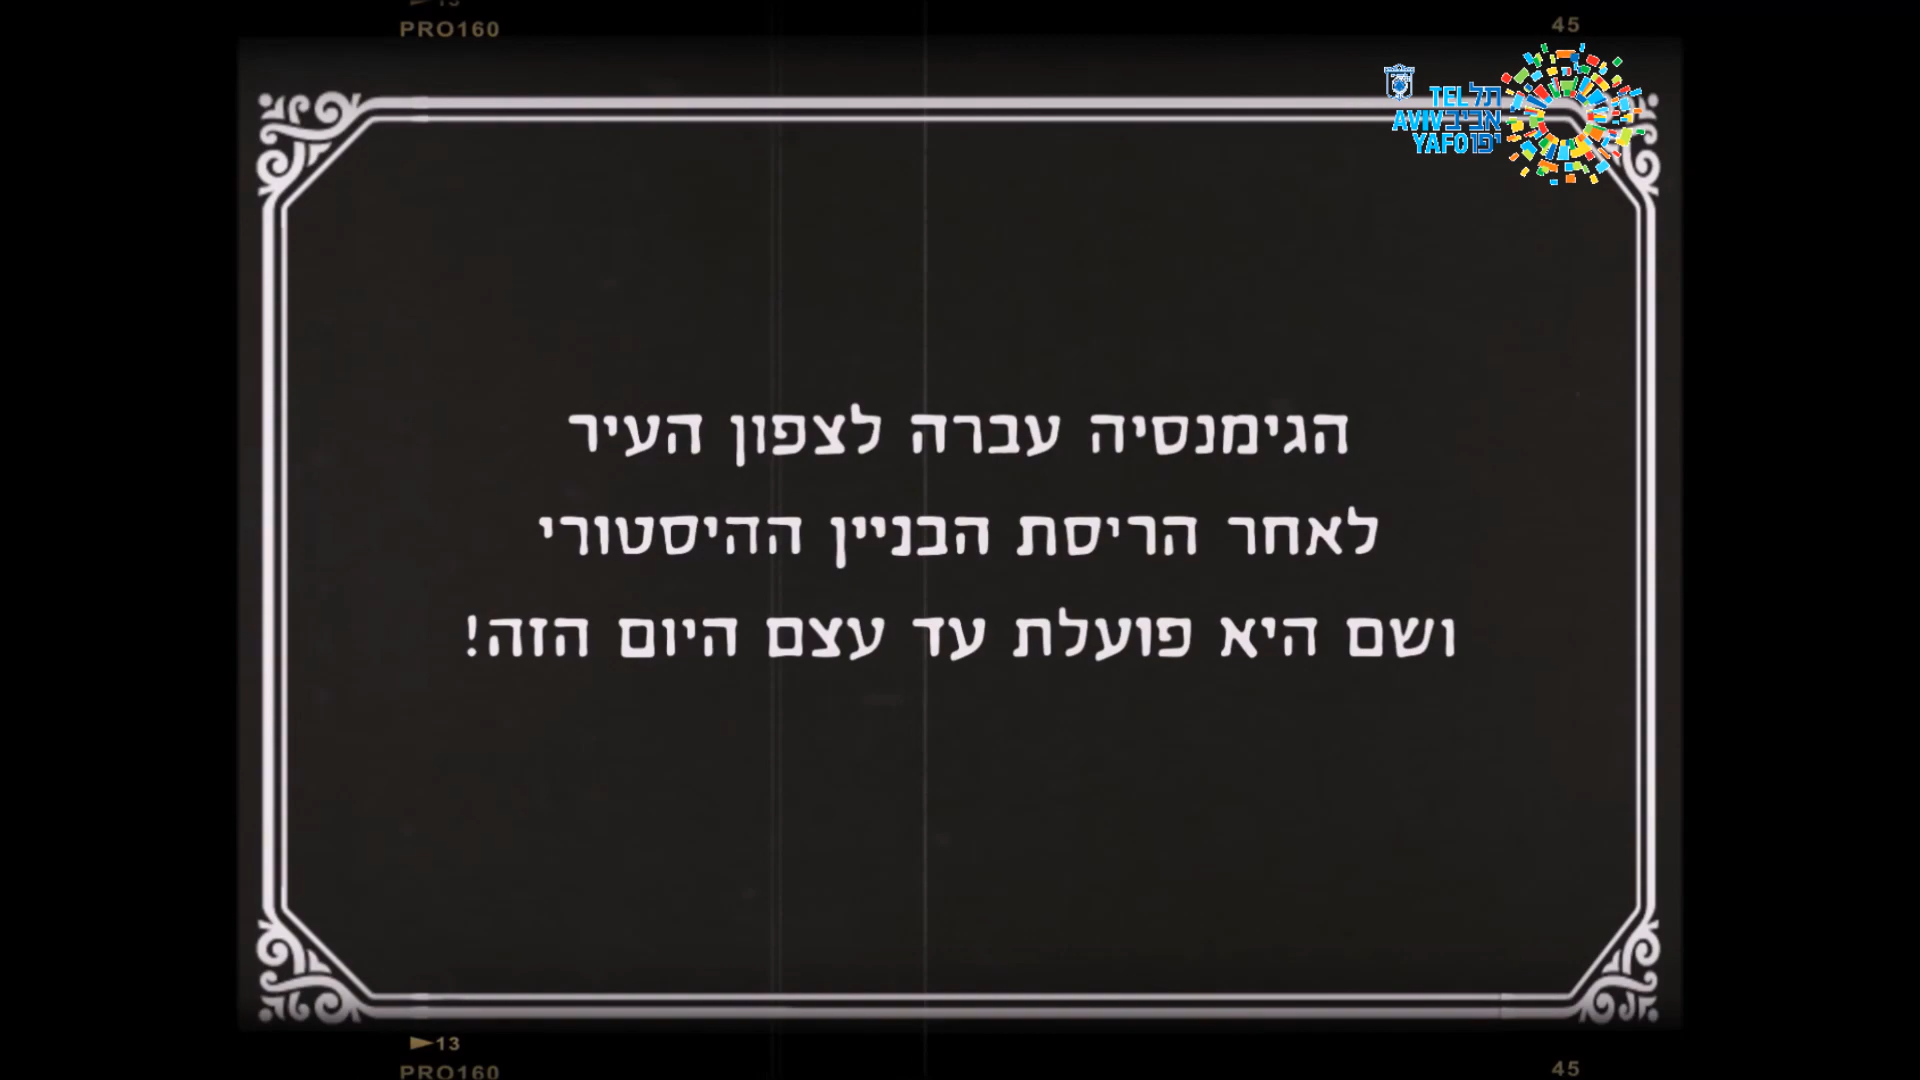 PRO160
45
TEL תל
AVIV אביב
YAFO יפו
הגימנסיה עברה לצפון העיר
לאחר הריסת הבניין ההיסטורי
ושם היא פועלת עד עצם היום הזה!
13
PRO160
45